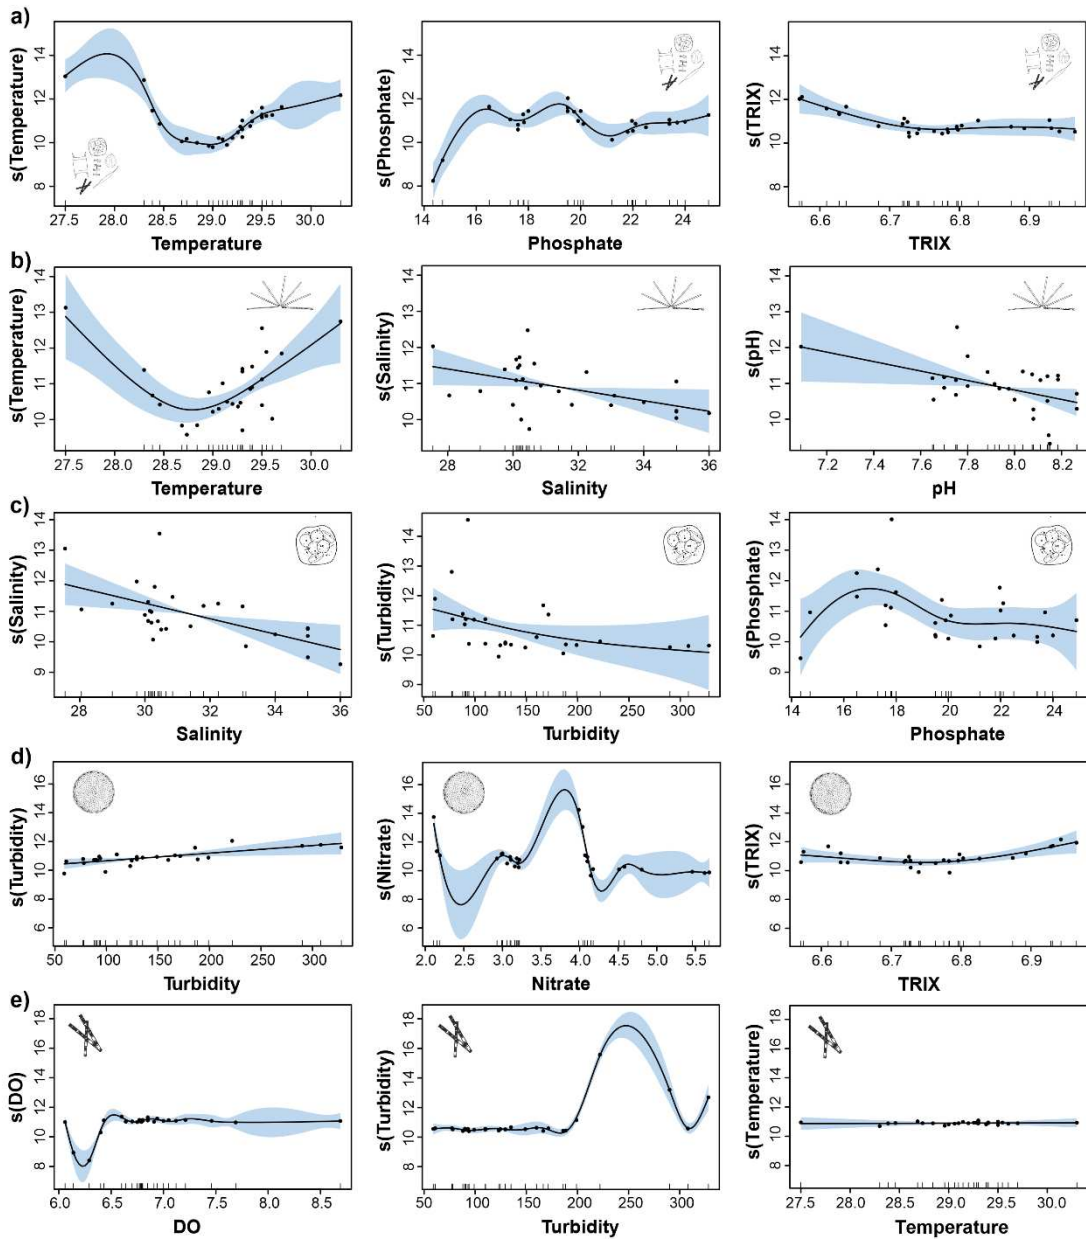 a)
s(Temperature)
8 10 12 14
27.5 28.0 28.5 29.0 29.5 30.0
Temperature
s(Phosphate)
8 10 12 14
14 16 18 20 22 24
Phosphate
s(TRIX)
8 10 12 14
6.6 6.7 6.8 6.9
TRIX
b)
s(Temperature)
10 11 12 13 14
27.5 28.0 28.5 29.0 29.5 30.0
Temperature
s(Salinity)
10 11 12 13 14
28 30 32 34 36
Salinity
s(pH)
10 11 12 13 14
7.2 7.4 7.6 7.8 8.0 8.2
pH
c)
s(Salinity)
9 10 11 12 13 14
28 30 32 34 36
Salinity
s(Turbidity)
9 10 11 12 13 14
50 100 150 200 250 300
Turbidity
s(Phosphate)
9 10 11 12 13 14
14 16 18 20 22 24
Phosphate
d)
s(Turbidity)
6 8 10 12 14 16
50 100 150 200 250 300
Turbidity
s(Nitrate)
6 8 10 12 14 16
2.0 2.5 3.0 3.5 4.0 4.5 5.0 5.5
Nitrate
s(TRIX)
6 8 10 12 14 16
6.6 6.7 6.8 6.9
TRIX
e)
s(DO)
8 10 12 14 16 18
6.0 6.5 7.0 7.5 8.0 8.5
DO
s(Turbidity)
8 10 12 14 16 18
50 100 150 200 250 300
Turbidity
s(Temperature)
8 10 12 14 16 18
27.5 28.0 28.5 29.0 29.5 30.0
Temperature